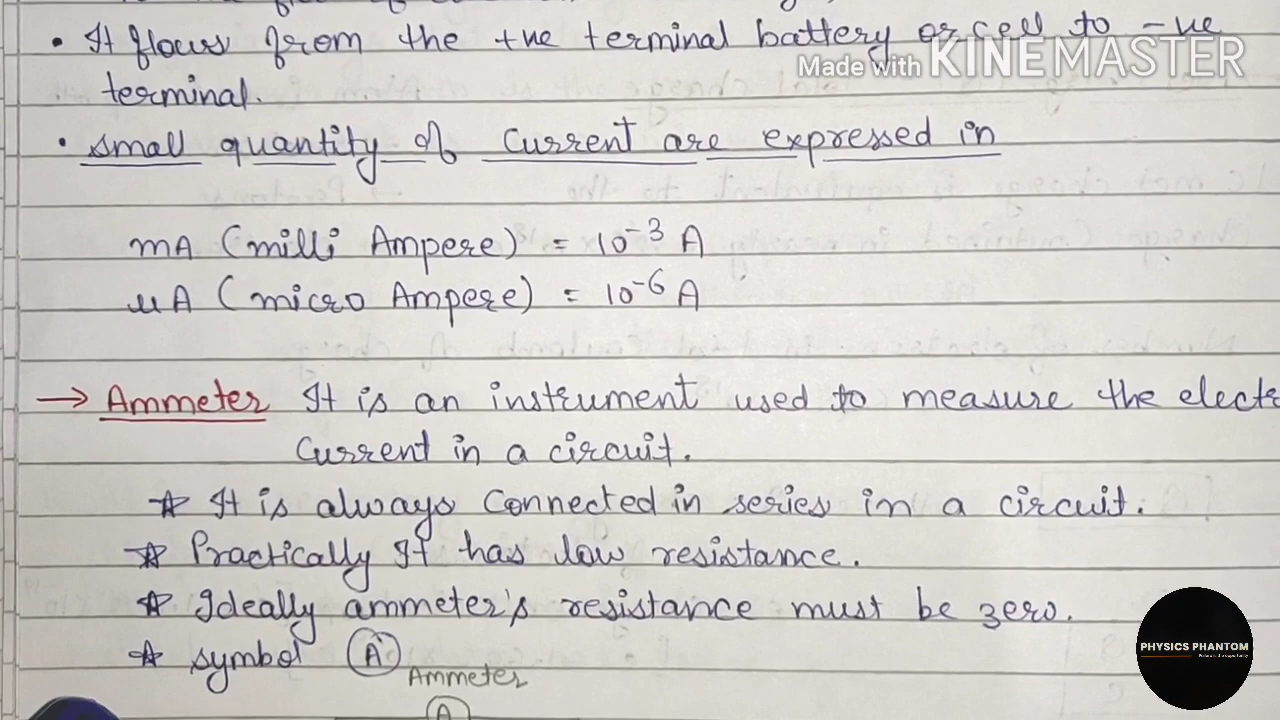 • It flows from the +ve terminal battery or cell to -ve
Made with KINEMASTER
terminal.
• small quantity of Current are expressed in
mA (milli Ampere) = 10⁻³ A
μA (micro Ampere) = 10⁻⁶ A
→ Ammeter It is an instrument used to measure the electr
Current in a circuit.
☆ It is always Connected in series in a circuit.
☆ Practically It has low resistance.
☆ Ideally ammeter's resistance must be zero.
☆ symbol A
Ammeter
A
PHYSICS PHANTOM